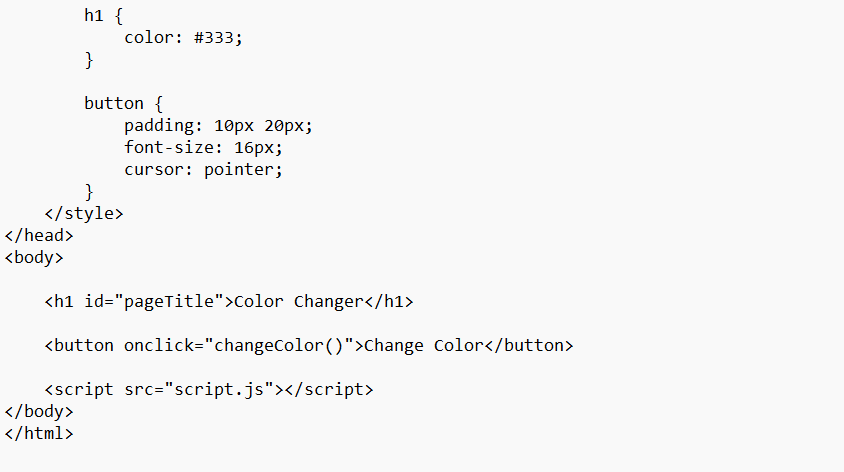 h1 {
color: #333;
}
button {
padding: 10px 20px;
font-size: 16px;
cursor: pointer;
}
</style>
</head>
<body>
<h1 id="pageTitle">Color Changer</h1>
<button onclick="changeColor()">Change Color</button>
<script src="script.js"></script>
</body>
</html>